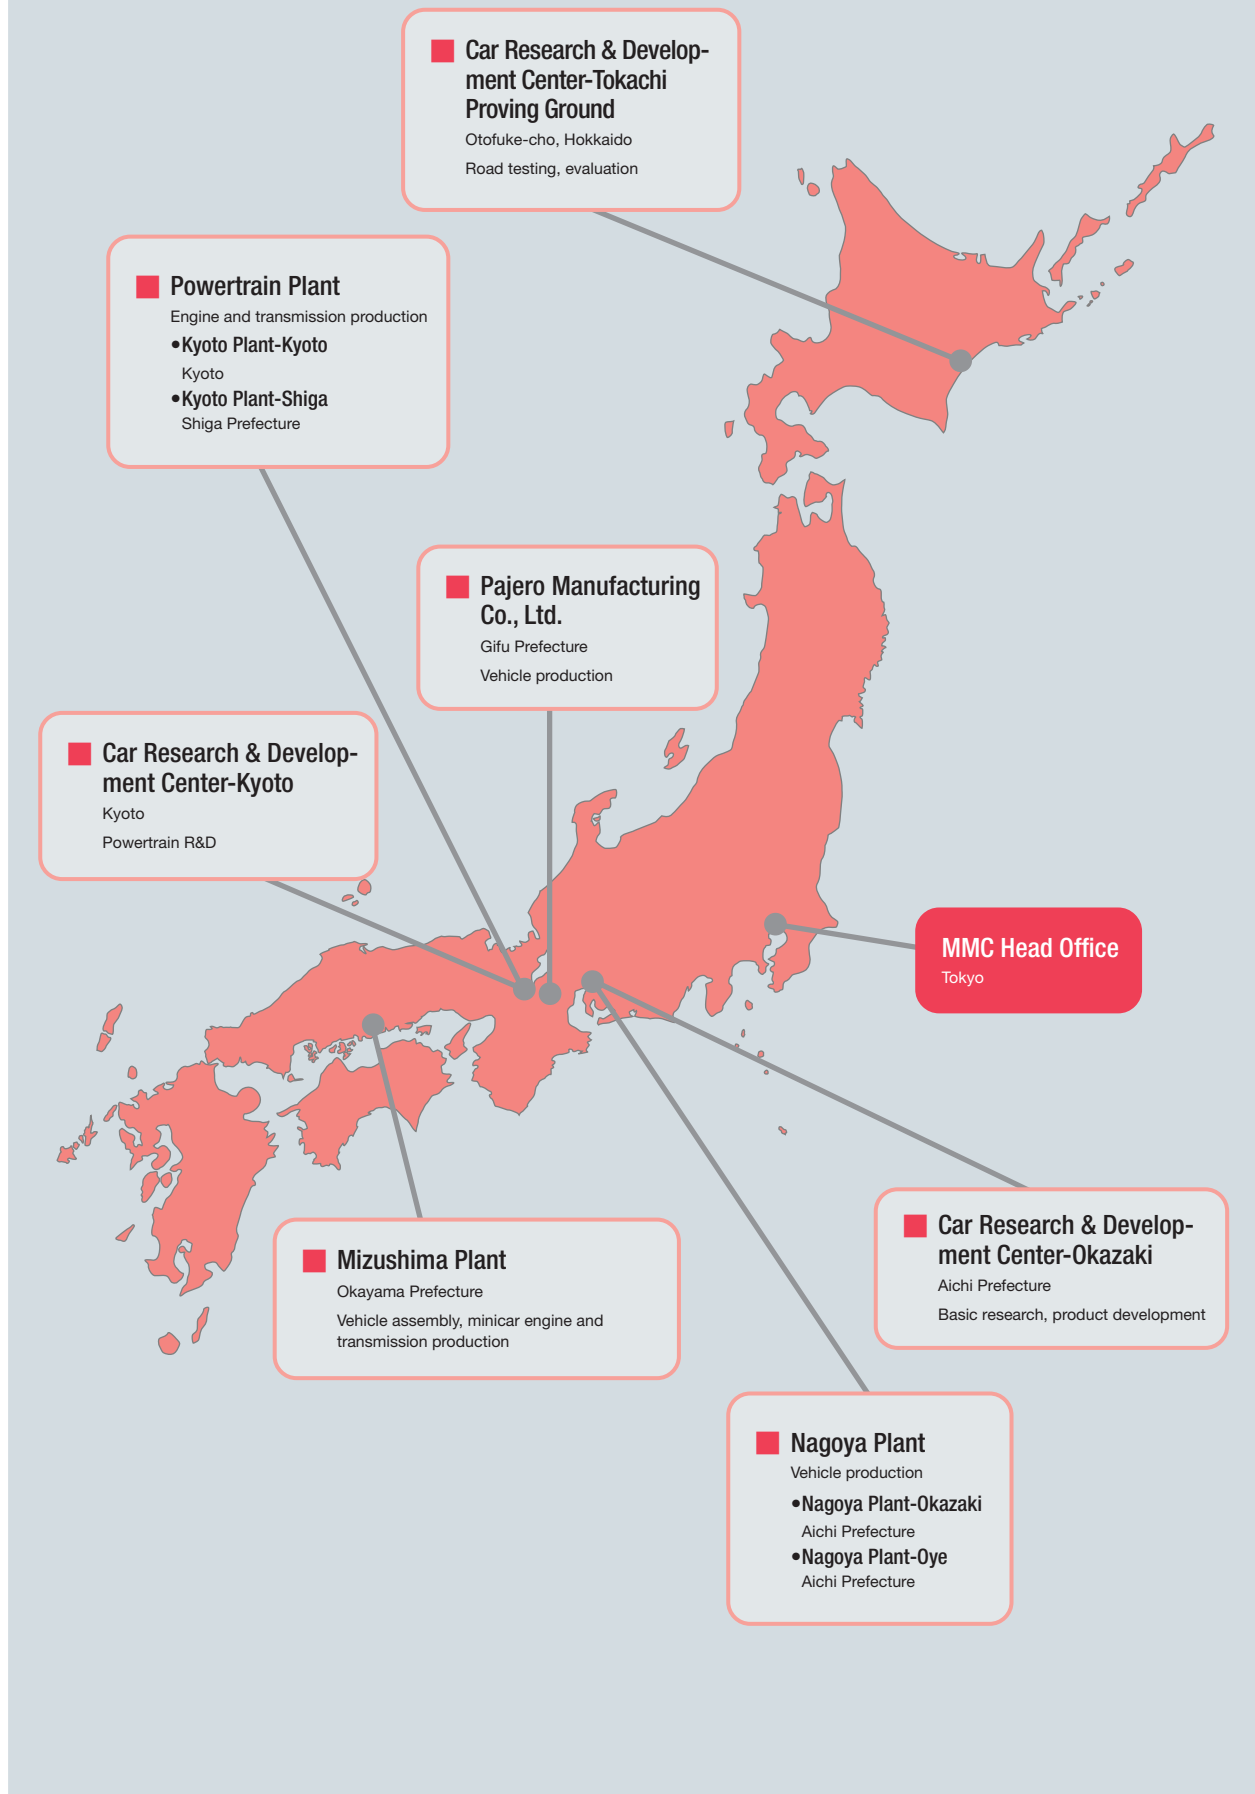 Car Research & Develop-
ment Center-Tokachi
Proving Ground
Otofuke-cho, Hokkaido
Road testing, evaluation
Powertrain Plant
Engine and transmission production
•Kyoto Plant-Kyoto
Kyoto
•Kyoto Plant-Shiga
Shiga Prefecture
Pajero Manufacturing
Co., Ltd.
Gifu Prefecture
Vehicle production
Car Research & Develop-
ment Center-Kyoto
Kyoto
Powertrain R&D
MMC Head Office
Tokyo
Car Research & Develop-
ment Center-Okazaki
Aichi Prefecture
Basic research, product development
Mizushima Plant
Okayama Prefecture
Vehicle assembly, minicar engine and
transmission production
Nagoya Plant
Vehicle production
•Nagoya Plant-Okazaki
Aichi Prefecture
•Nagoya Plant-Oye
Aichi Prefecture